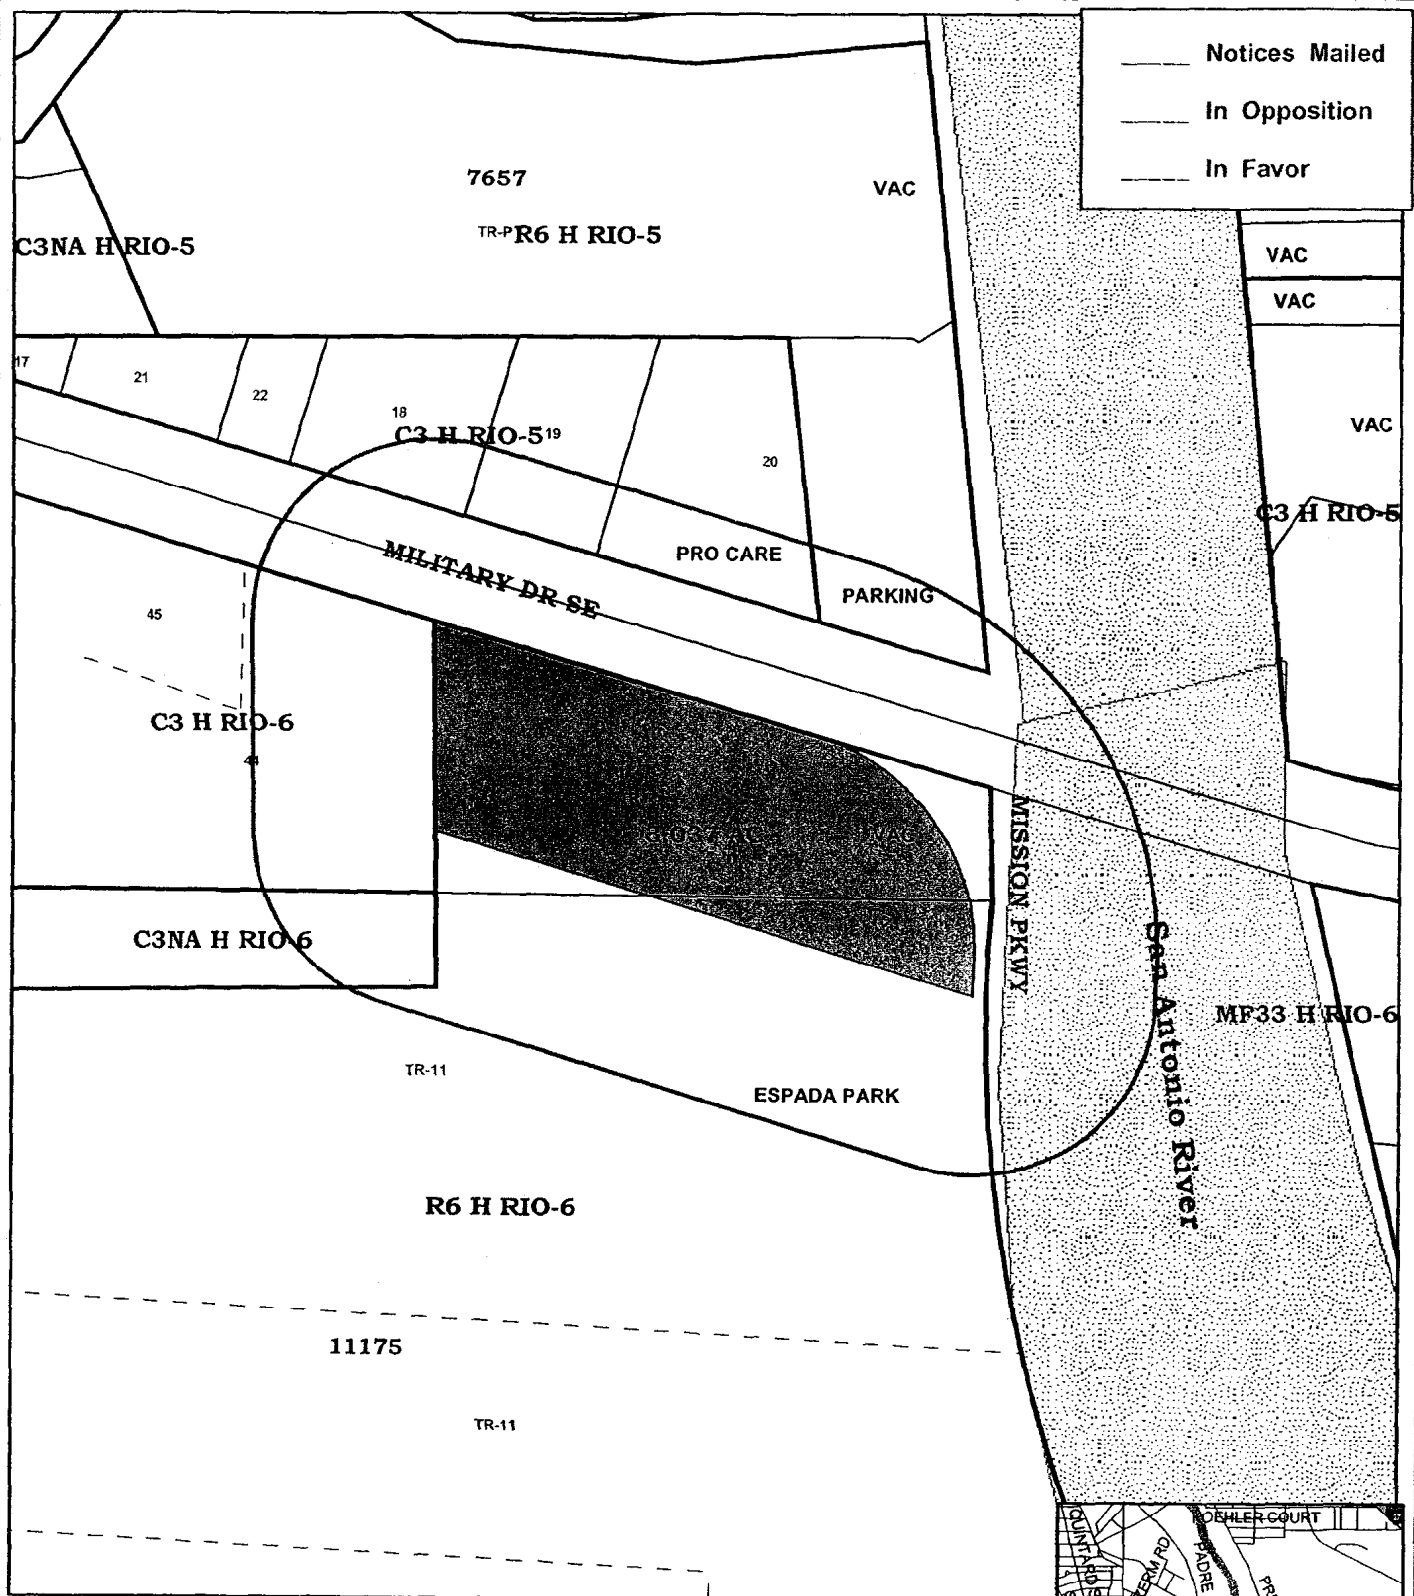 Notices Mailed
In Opposition
In Favor
7657
VAC
TR-P R6 H RIO-5
C3NA H RIO-5
VAC
VAC
17
21
22
18
C3 H RIO-5
19
20
VAC
C3 H RIO-5
PRO CARE
MILITARY DR SE
PARKING
45
C3 H RIO-6
44
VAC
MISSION PKWY
C3NA H RIO-6
San Antonio River
MF33 H RIO-6
TR-11
ESPADA PARK
R6 H RIO-6
11175
TR-11
QUINTARD
PADRE